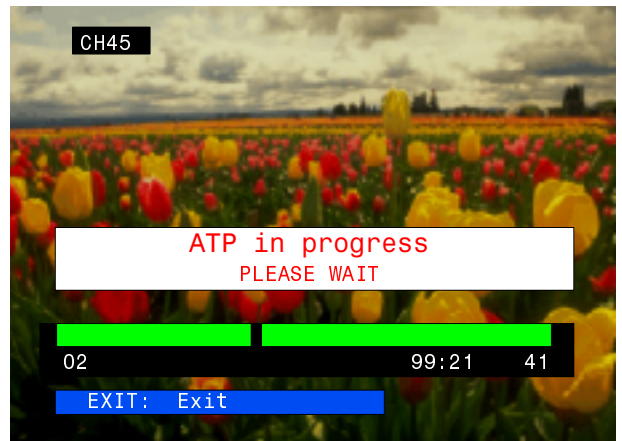 CH45
ATP in progress
PLEASE WAIT
02 99:21 41
EXIT: Exit